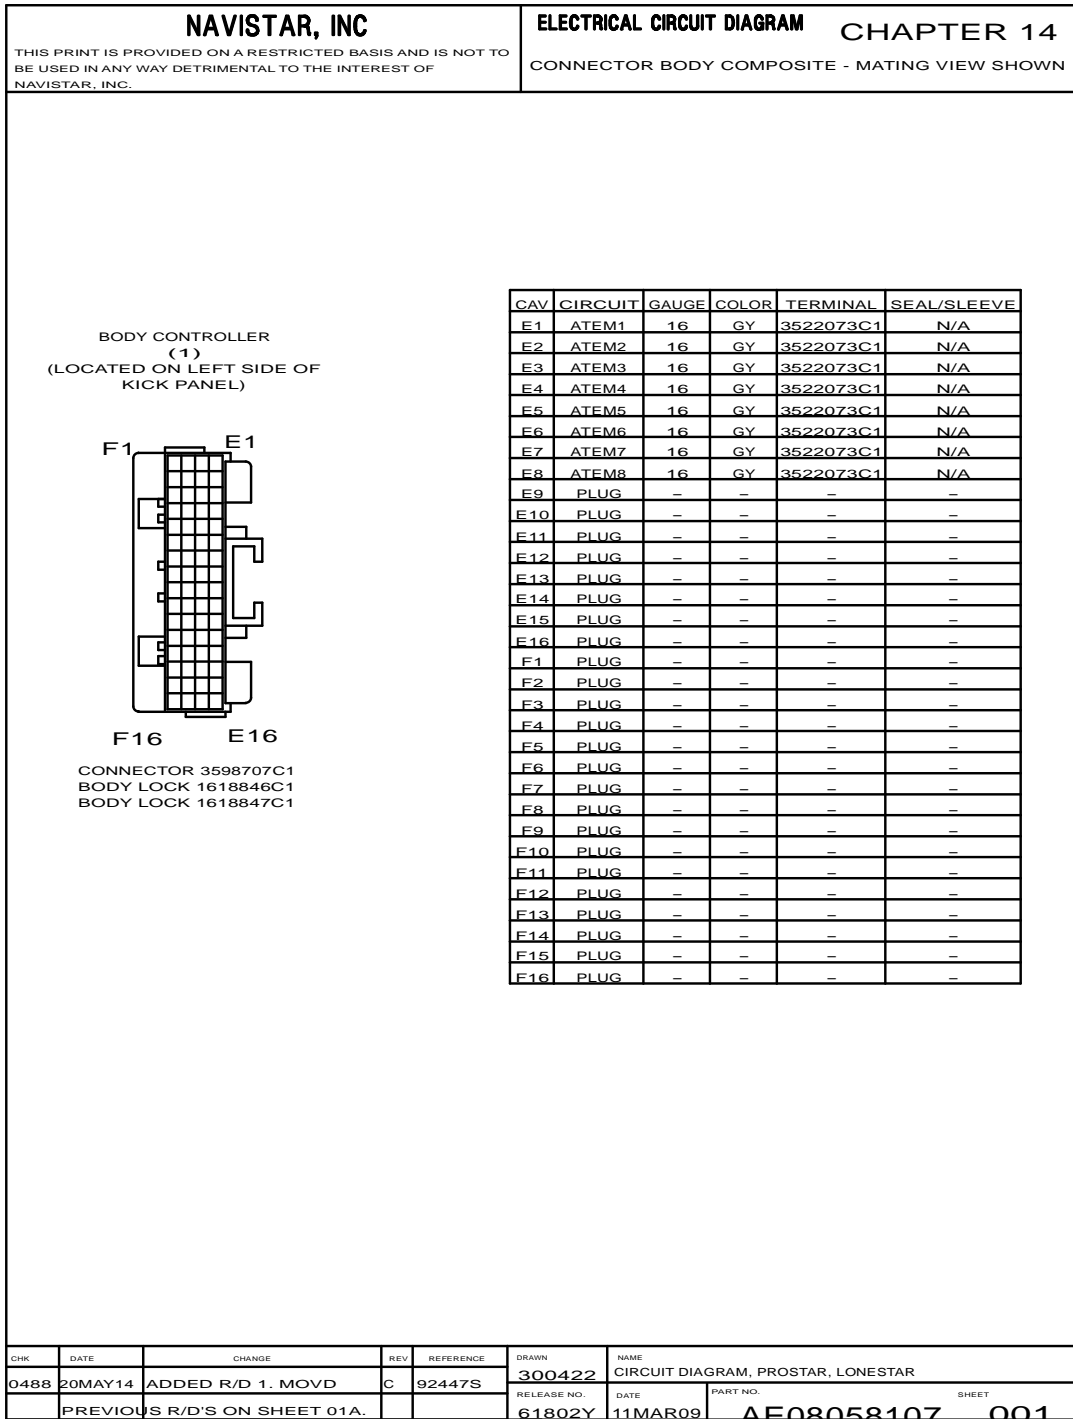 NAVISTAR, INC
THIS PRINT IS PROVIDED ON A RESTRICTED BASIS AND IS NOT TO
BE USED IN ANY WAY DETRIMENTAL TO THE INTEREST OF
NAVISTAR, INC.
ELECTRICAL CIRCUIT DIAGRAM CHAPTER 14
CONNECTOR BODY COMPOSITE - MATING VIEW SHOWN
BODY CONTROLLER
(1)
(LOCATED ON LEFT SIDE OF
KICK PANEL)
F1 E1
F16 E16
CONNECTOR 3598707C1
BODY LOCK 1618846C1
BODY LOCK 1618847C1
CAV CIRCUIT GAUGE COLOR TERMINAL SEAL/SLEEVE
E1 ATEM1 16 GY 3522073C1 N/A
E2 ATEM2 16 GY 3522073C1 N/A
E3 ATEM3 16 GY 3522073C1 N/A
E4 ATEM4 16 GY 3522073C1 N/A
E5 ATEM5 16 GY 3522073C1 N/A
E6 ATEM6 16 GY 3522073C1 N/A
E7 ATEM7 16 GY 3522073C1 N/A
E8 ATEM8 16 GY 3522073C1 N/A
E9 PLUG – – – –
E10 PLUG – – – –
E11 PLUG – – – –
E12 PLUG – – – –
E13 PLUG – – – –
E14 PLUG – – – –
E15 PLUG – – – –
E16 PLUG – – – –
F1 PLUG – – – –
F2 PLUG – – – –
F3 PLUG – – – –
F4 PLUG – – – –
F5 PLUG – – – –
F6 PLUG – – – –
F7 PLUG – – – –
F8 PLUG – – – –
F9 PLUG – – – –
F10 PLUG – – – –
F11 PLUG – – – –
F12 PLUG – – – –
F13 PLUG – – – –
F14 PLUG – – – –
F15 PLUG – – – –
F16 PLUG – – – –
CHK DATE CHANGE REV REFERENCE
0488 20MAY14 ADDED R/D 1. MOVD C 92447S
PREVIOUS R/D'S ON SHEET 01A.
DRAWN NAME
300422 CIRCUIT DIAGRAM, PROSTAR, LONESTAR
RELEASE NO. DATE PART NO. SHEET
61802Y 11MAR09 AE08058107 001